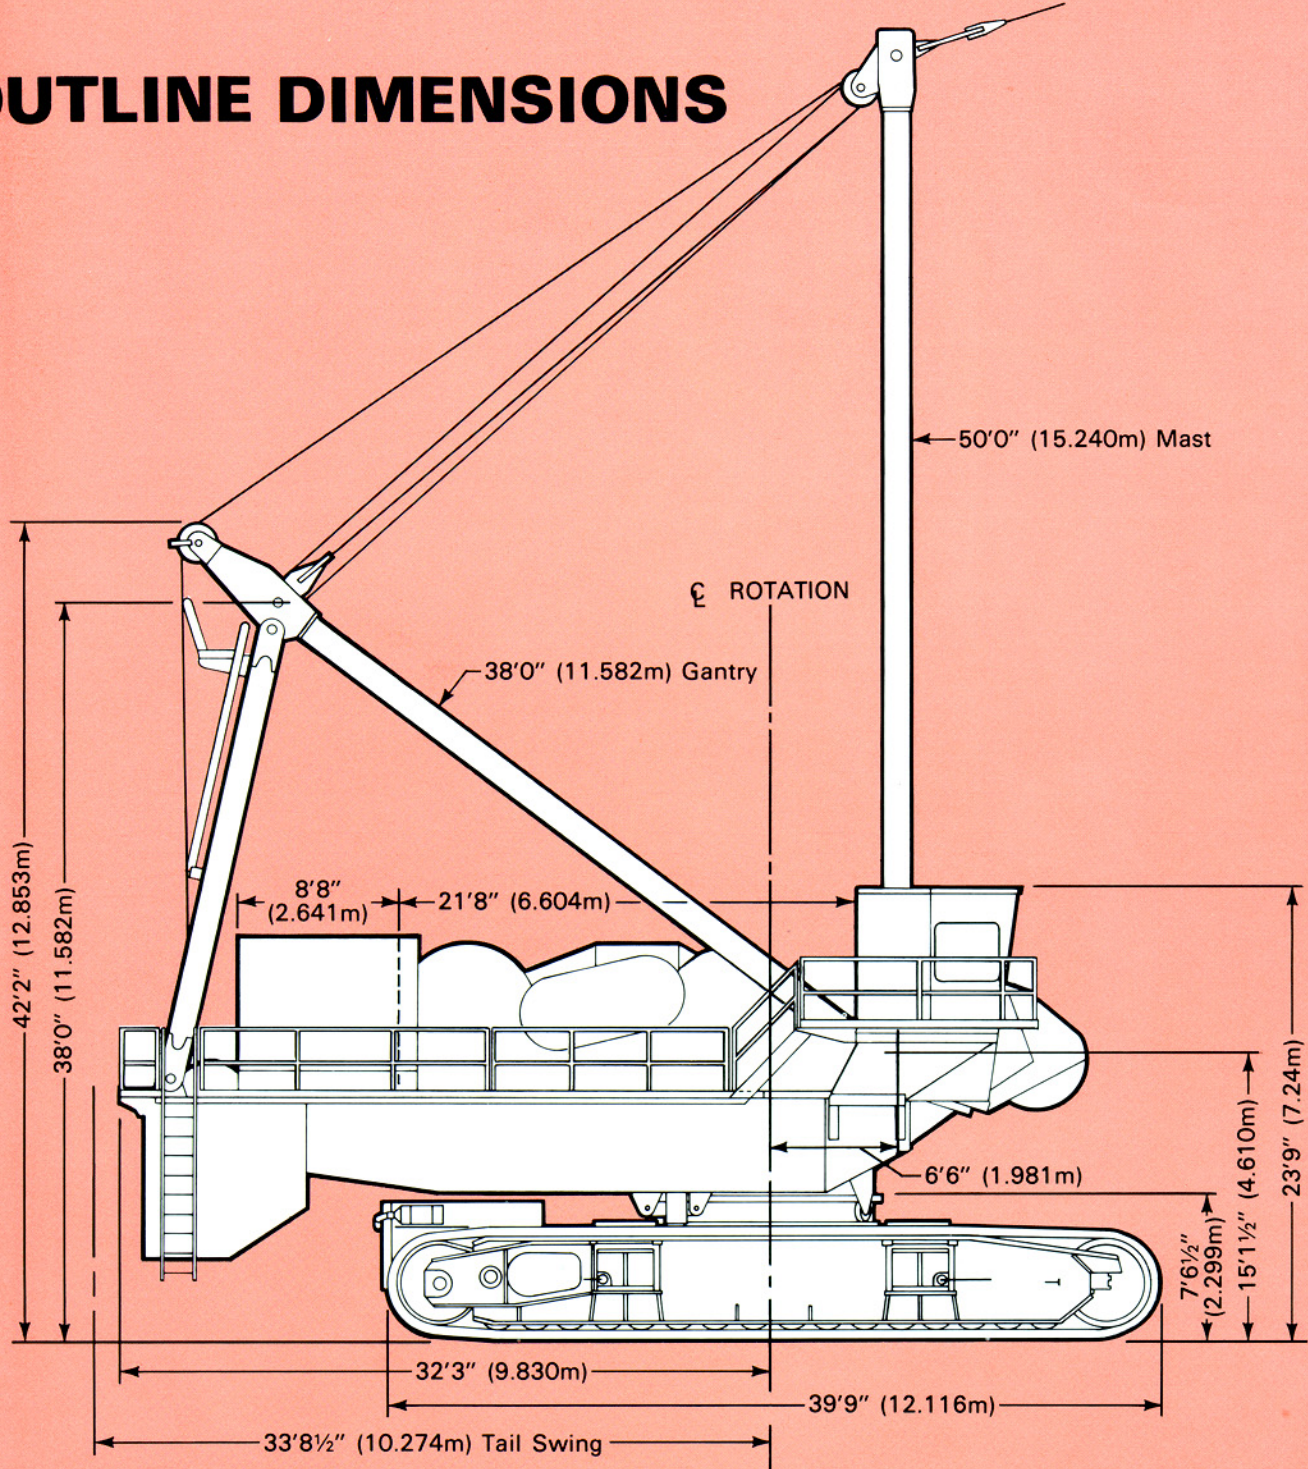 OUTLINE DIMENSIONS
50'0" (15.240m) Mast
℄ ROTATION
38'0" (11.582m) Gantry
42'2" (12.853m)
38'0" (11.582m)
8'8"
(2.641m)
21'8" (6.604m)
6'6" (1.981m)
7'6½"
(2.299m)
15'1½" (4.610m)
23'9" (7.24m)
32'3" (9.830m)
39'9" (12.116m)
33'8½" (10.274m) Tail Swing